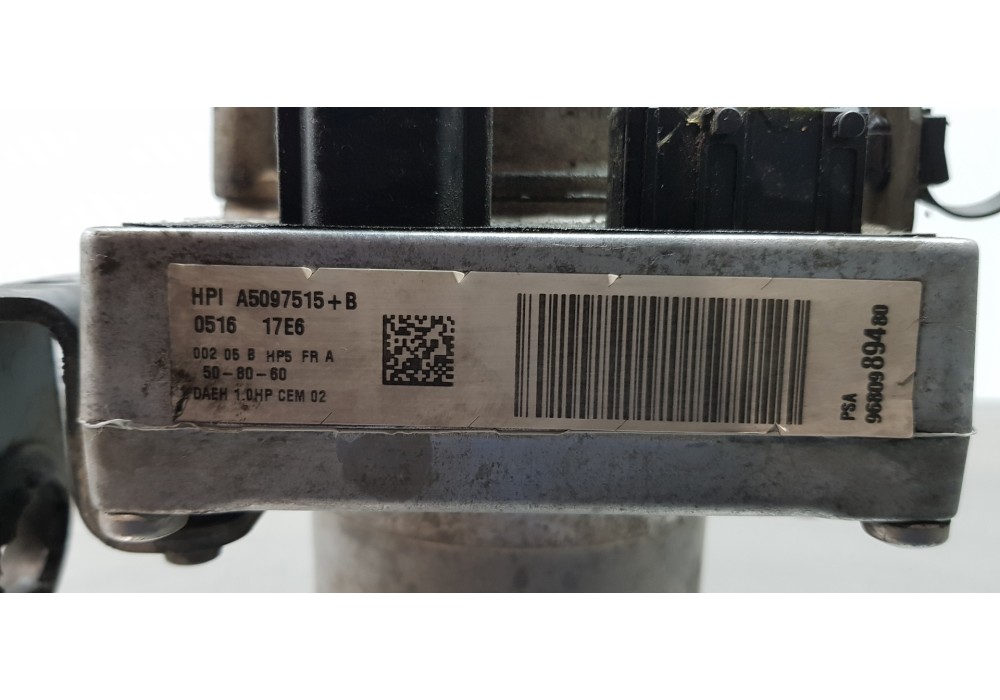 HPI A5097515+B
0516 17E6
002 05 B HP5 FR A
50-80-60
DAEH 1.0HP CEM 02
PSA
9680989480